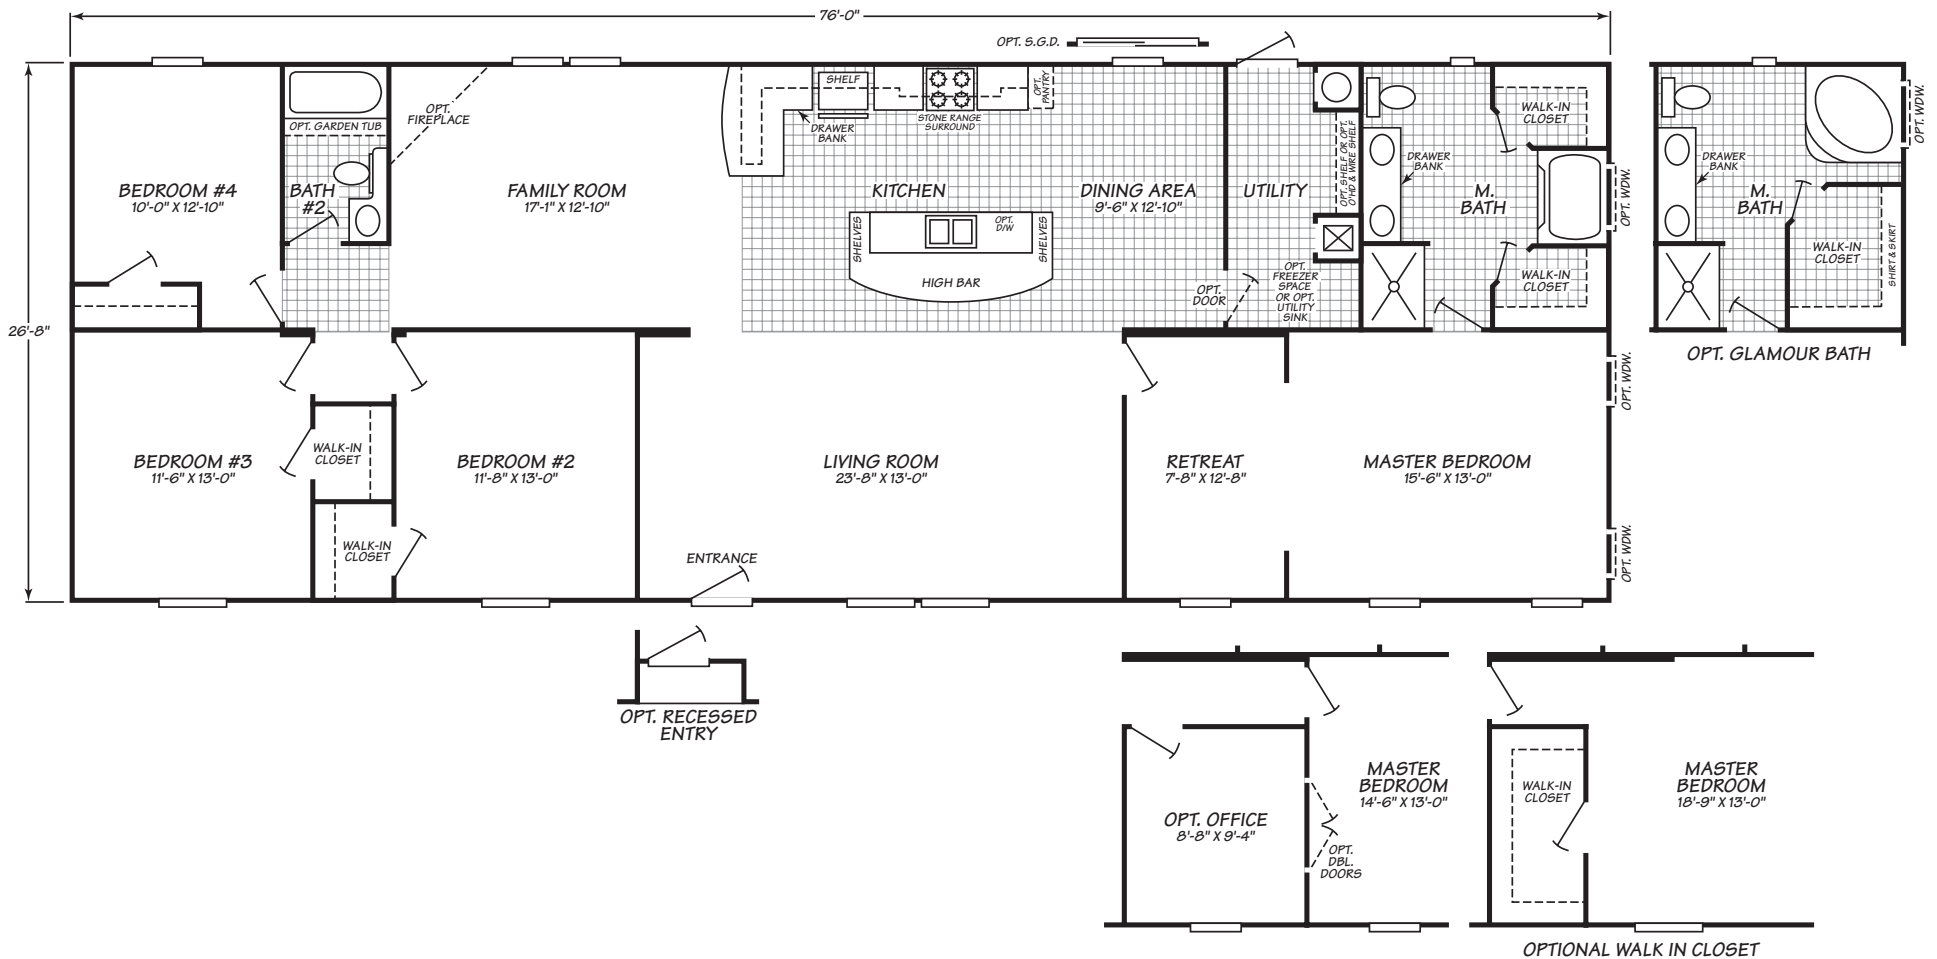 76'-0"
OPT. S.G.D.
26'-8"
BEDROOM #4
10'-0" X 12'-10"
OPT. GARDEN TUB
BATH
#2
OPT.
FIREPLACE
FAMILY ROOM
17'-1" X 12'-10"
SHELF
DRAWER
BANK
STONE RANGE
SURROUND
OPT.
PANTRY
KITCHEN
SHELVES
OPT.
D/W
SHELVES
HIGH BAR
DINING AREA
9'-6" X 12'-10"
UTILITY
OPT. SHELF OR OPT.
O'HD & WIRE SHELF
OPT.
DOOR
OPT.
FREEZER
SPACE
OR OPT.
UTILITY
SINK
DRAWER
BANK
M.
BATH
WALK-IN
CLOSET
WALK-IN
CLOSET
OPT. WDW.
OPT. WDW.
OPT. WDW.
DRAWER
BANK
M.
BATH
WALK-IN
CLOSET
SHIRT & SKIRT
OPT. WDW.
OPT. GLAMOUR BATH
BEDROOM #3
11'-6" X 13'-0"
WALK-IN
CLOSET
WALK-IN
CLOSET
BEDROOM #2
11'-8" X 13'-0"
LIVING ROOM
23'-8" X 13'-0"
ENTRANCE
RETREAT
7'-8" X 12'-8"
MASTER BEDROOM
15'-6" X 13'-0"
OPT. RECESSED
ENTRY
OPT. OFFICE
8'-8" X 9'-4"
MASTER
BEDROOM
14'-6" X 13'-0"
OPT.
DBL.
DOORS
WALK-IN
CLOSET
MASTER
BEDROOM
18'-9" X 13'-0"
OPTIONAL WALK IN CLOSET